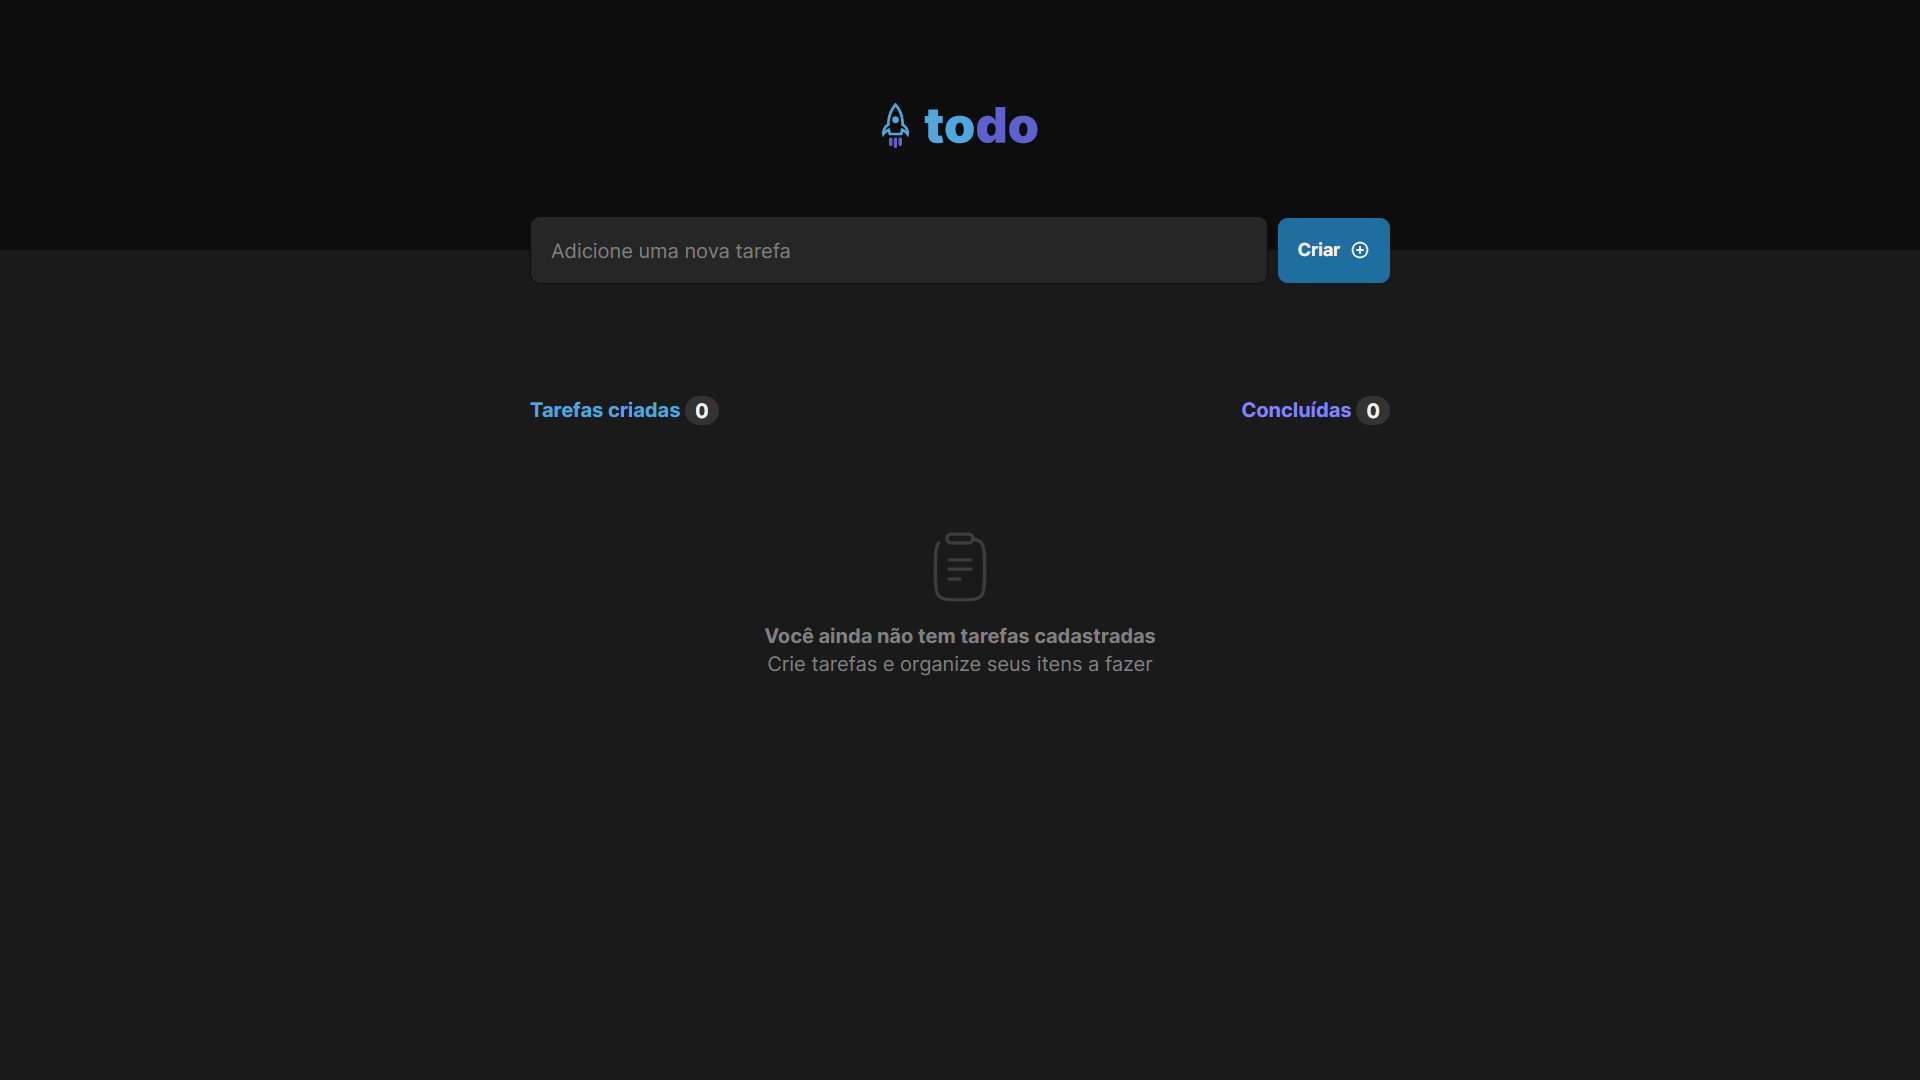 todo
Adicione uma nova tarefa
Criar
Tarefas criadas 0
Concluídas 0
Você ainda não tem tarefas cadastradas
Crie tarefas e organize seus itens a fazer